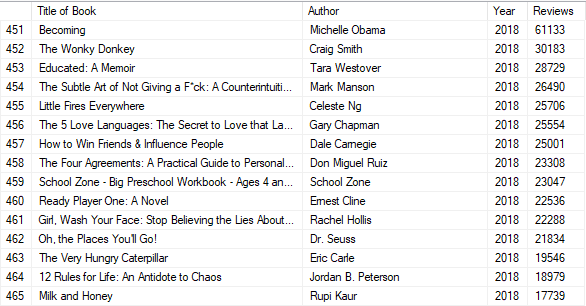 Title of Book Author Year Reviews
451 Becoming Michelle Obama 2018 61133
452 The Wonky Donkey Craig Smith 2018 30183
453 Educated: A Memoir Tara Westover 2018 28729
454 The Subtle Art of Not Giving a F*ck: A Counterintuiti... Mark Manson 2018 26490
455 Little Fires Everywhere Celeste Ng 2018 25706
456 The 5 Love Languages: The Secret to Love that La... Gary Chapman 2018 25554
457 How to Win Friends & Influence People Dale Carnegie 2018 25001
458 The Four Agreements: A Practical Guide to Personal... Don Miguel Ruiz 2018 23308
459 School Zone - Big Preschool Workbook - Ages 4 an... School Zone 2018 23047
460 Ready Player One: A Novel Ernest Cline 2018 22536
461 Girl, Wash Your Face: Stop Believing the Lies About... Rachel Hollis 2018 22288
462 Oh, the Places You'll Go! Dr. Seuss 2018 21834
463 The Very Hungry Caterpillar Eric Carle 2018 19546
464 12 Rules for Life: An Antidote to Chaos Jordan B. Peterson 2018 18979
465 Milk and Honey Rupi Kaur 2018 17739